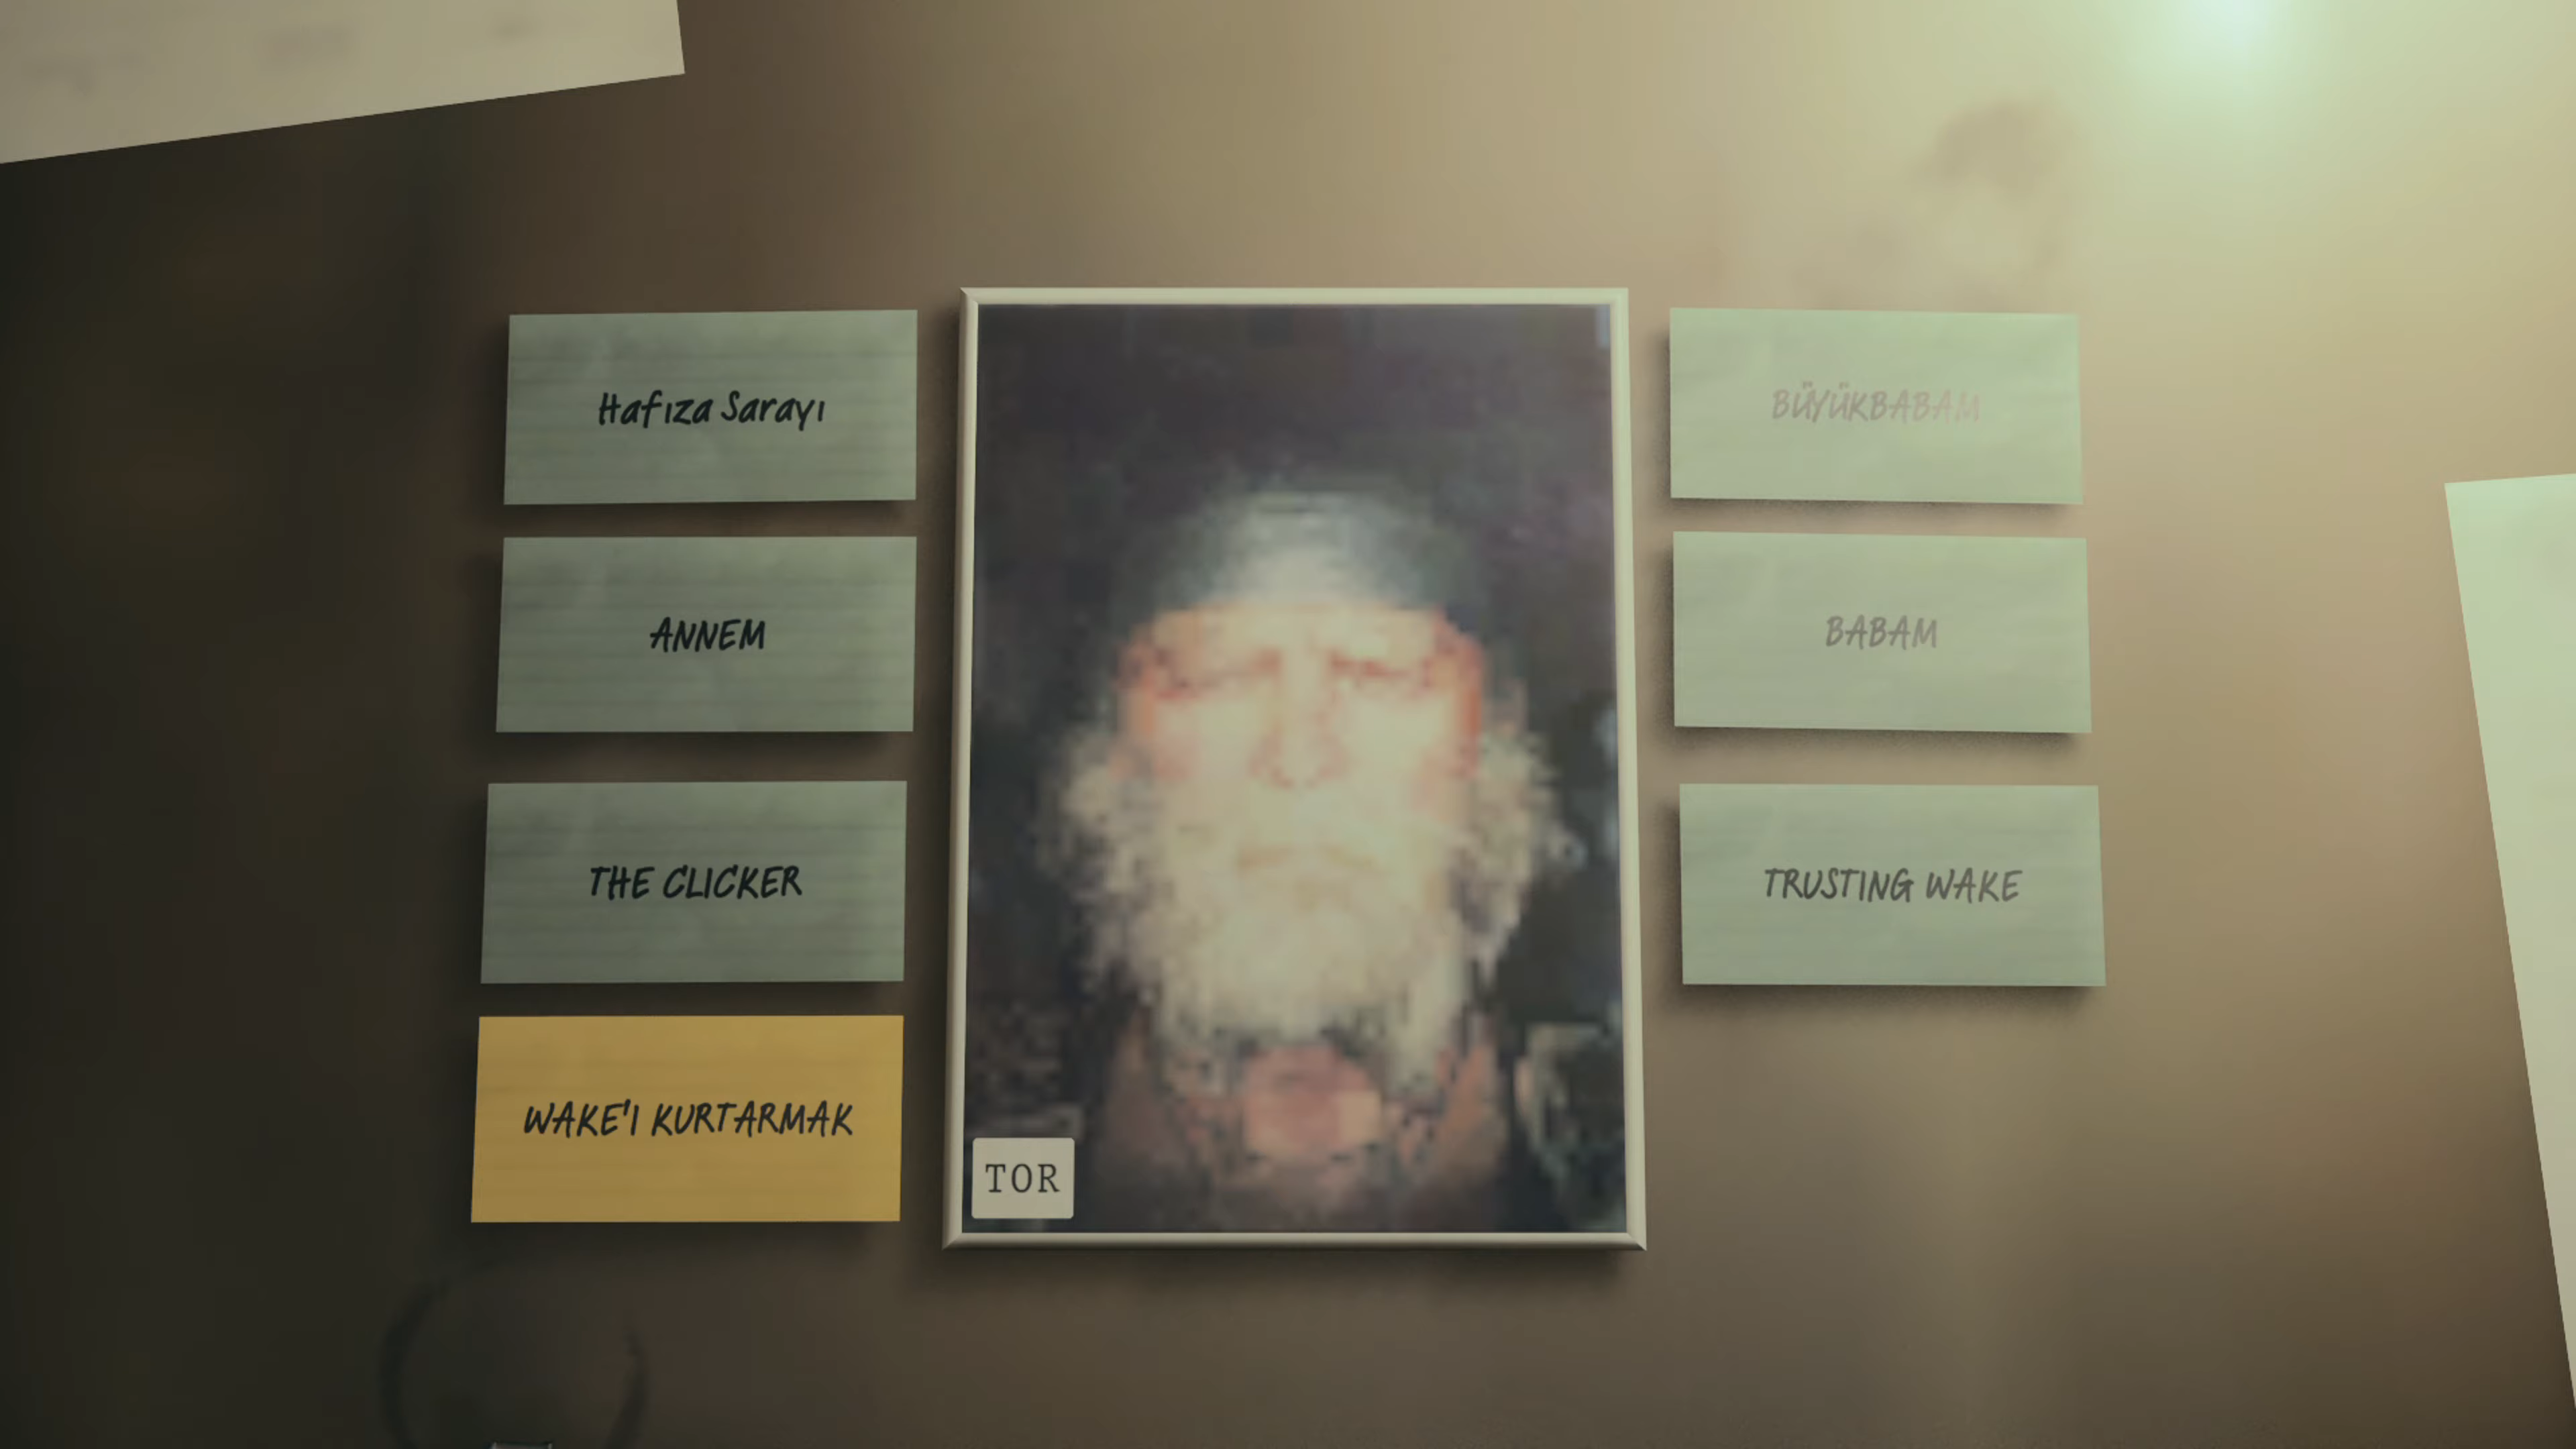 Hafıza Sarayı
ANNEM
THE CLICKER
WAKE'I KURTARMAK
TOR
BÜYÜKBABAM
BABAM
TRUSTING WAKE